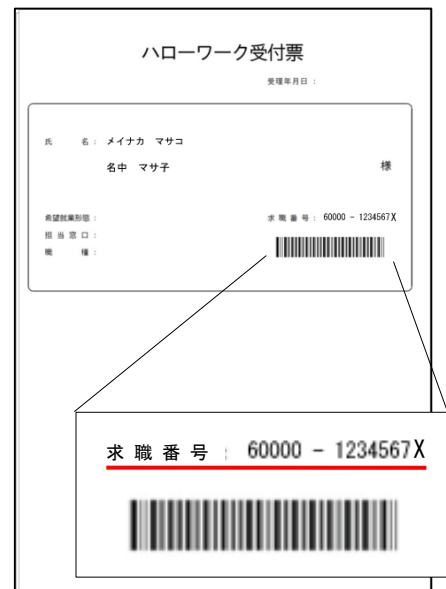 ハローワーク受付票
受理年月日：
氏　　名： メイナカ マサコ
名中 マサ子
様
希望就業形態：
求職番号： 60000 － 1234567X
担当窓口：
職　　種：
求職番号： 60000 － 1234567X